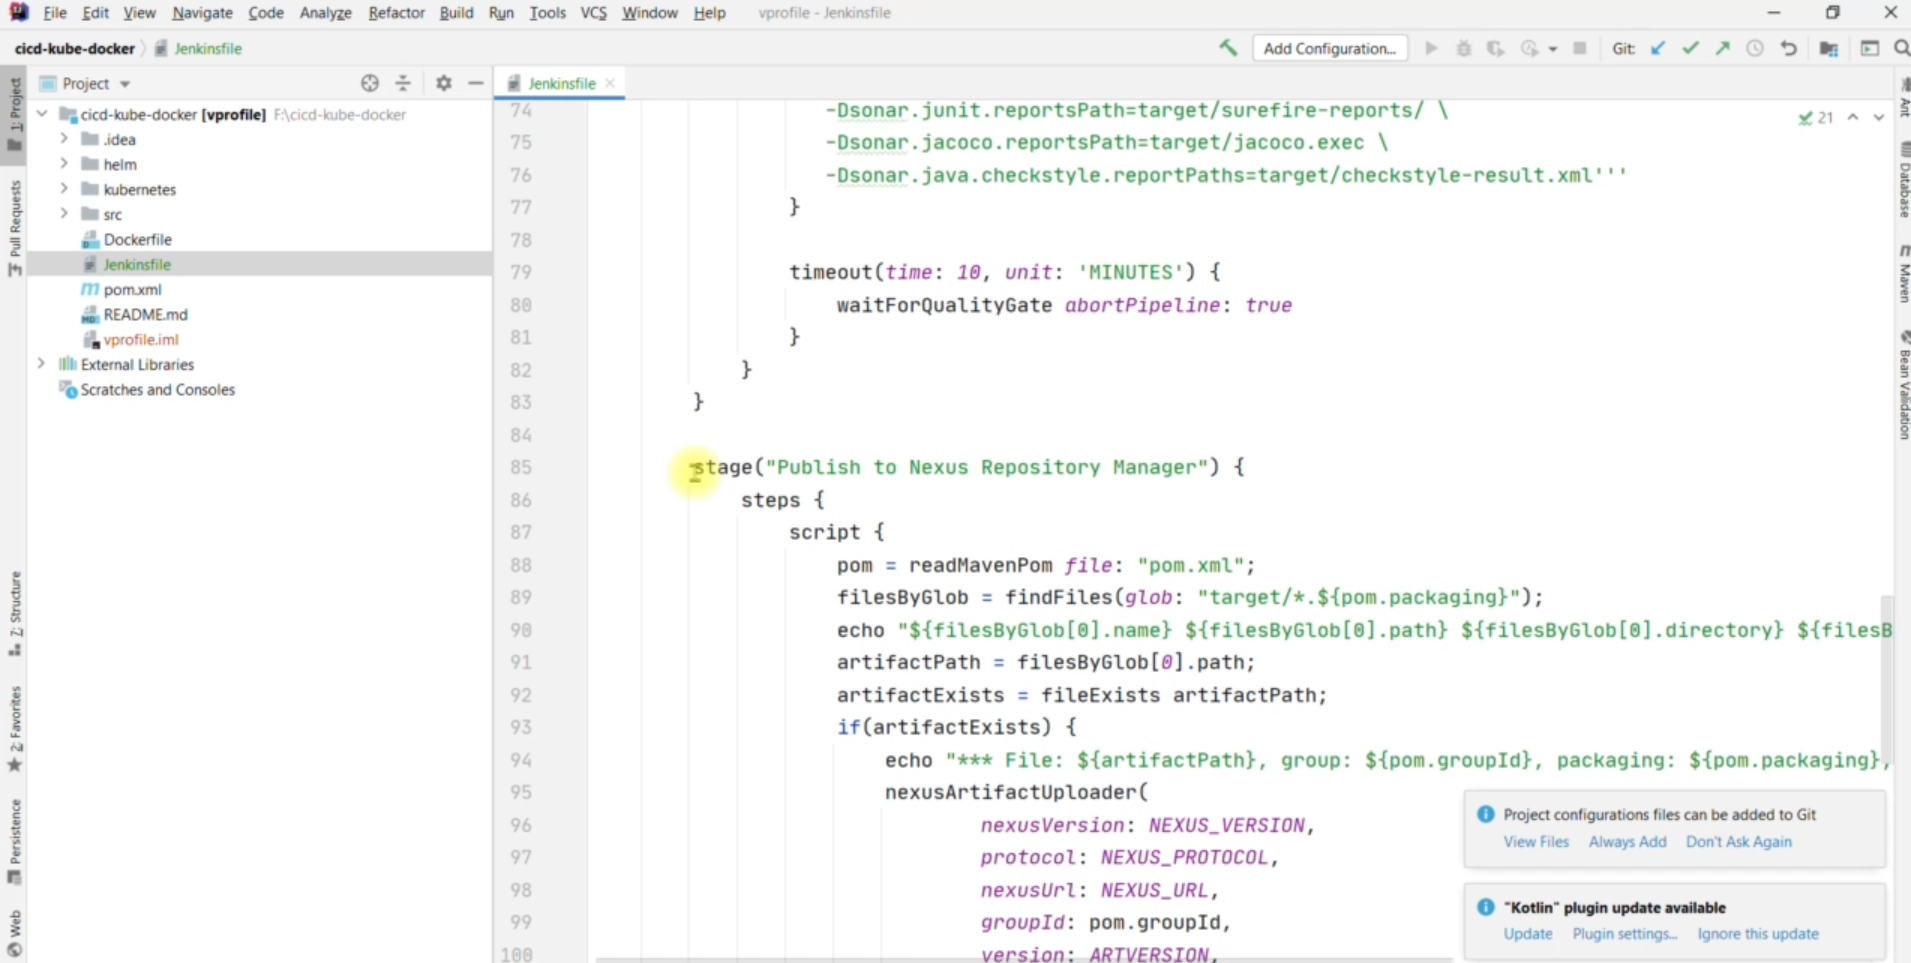 File Edit View Navigate Code Analyze Refactor Build Run Tools VCS Window Help vprofile - Jenkinsfile
cicd-kube-docker Jenkinsfile
Add Configuration...
Git:
1: Project
Pull Requests
Z: Structure
2: Favorites
Persistence
Web
Project
cicd-kube-docker [vprofile] F:\cicd-kube-docker
.idea
helm
kubernetes
src
Dockerfile
Jenkinsfile
pom.xml
README.md
vprofile.iml
External Libraries
Scratches and Consoles
Jenkinsfile
21
74 -Dsonar.junit.reportsPath=target/surefire-reports/ \
75 -Dsonar.jacoco.reportsPath=target/jacoco.exec \
76 -Dsonar.java.checkstyle.reportPaths=target/checkstyle-result.xml'''
77 }
78
79 timeout(time: 10, unit: 'MINUTES') {
80 waitForQualityGate abortPipeline: true
81 }
82 }
83 }
84
85 stage("Publish to Nexus Repository Manager") {
86 steps {
87 script {
88 pom = readMavenPom file: "pom.xml";
89 filesByGlob = findFiles(glob: "target/*.${pom.packaging}");
90 echo "${filesByGlob[0].name} ${filesByGlob[0].path} ${filesByGlob[0].directory} ${filesB
91 artifactPath = filesByGlob[0].path;
92 artifactExists = fileExists artifactPath;
93 if(artifactExists) {
94 echo "*** File: ${artifactPath}, group: ${pom.groupId}, packaging: ${pom.packaging},
95 nexusArtifactUploader(
96 nexusVersion: NEXUS_VERSION,
97 protocol: NEXUS_PROTOCOL,
98 nexusUrl: NEXUS_URL,
99 groupId: pom.groupId,
100 version: ARTVERSION,
Project configurations files can be added to Git
View Files Always Add Don't Ask Again
"Kotlin" plugin update available
Update Plugin settings... Ignore this update
Ant
Database
Maven
Bean Validation